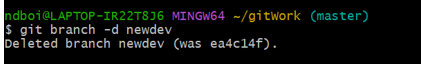 ndboi@LAPTOP-IR22T8J6 MINGW64 ~/gitWork (master)
$ git branch -d newdev
Deleted branch newdev (was ea4c14f).